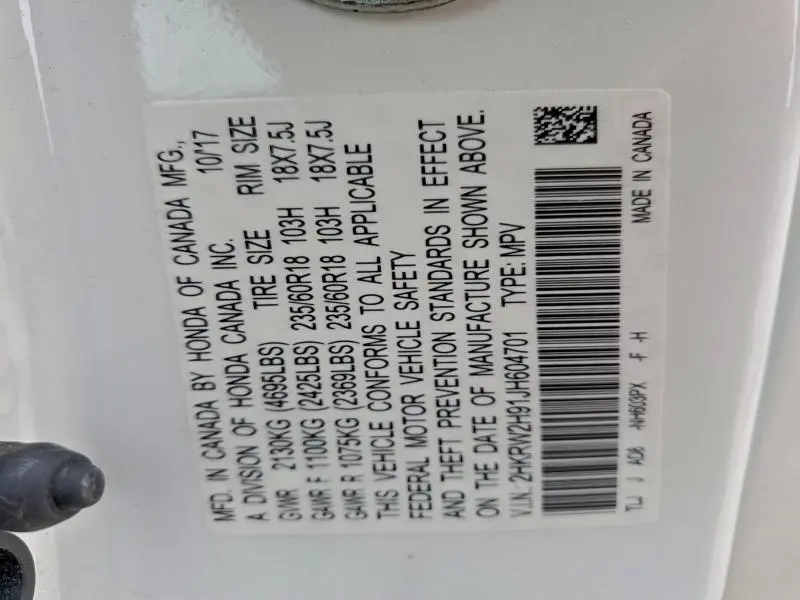 MFD. IN CANADA BY HONDA OF CANADA MFG.,
A DIVISION OF HONDA CANADA INC. 10/17
GVWR 2130KG (4695LBS) TIRE SIZE RIM SIZE
GAWR F 1100KG (2425LBS) 235/60R18 103H 18X7.5J
GAWR R 1075KG (2369LBS) 235/60R18 103H 18X7.5J
THIS VEHICLE CONFORMS TO ALL APPLICABLE
FEDERAL MOTOR VEHICLE SAFETY
AND THEFT PREVENTION STANDARDS IN EFFECT
ON THE DATE OF MANUFACTURE SHOWN ABOVE.
V.I.N.: 2HKRW2H91JH604701 TYPE: MPV
TLJ J AD8 -NH603PX -F -H MADE IN CANADA